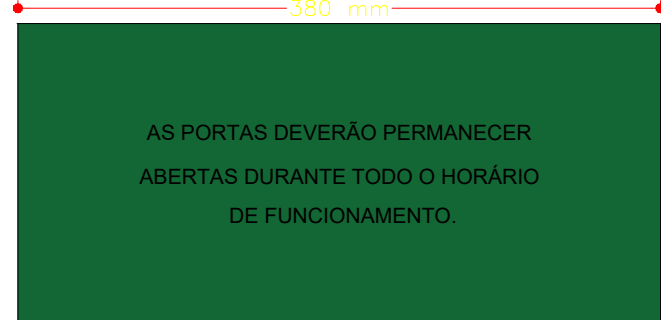 380 mm
AS PORTAS DEVERÃO PERMANECER
ABERTAS DURANTE TODO O HORÁRIO
DE FUNCIONAMENTO.